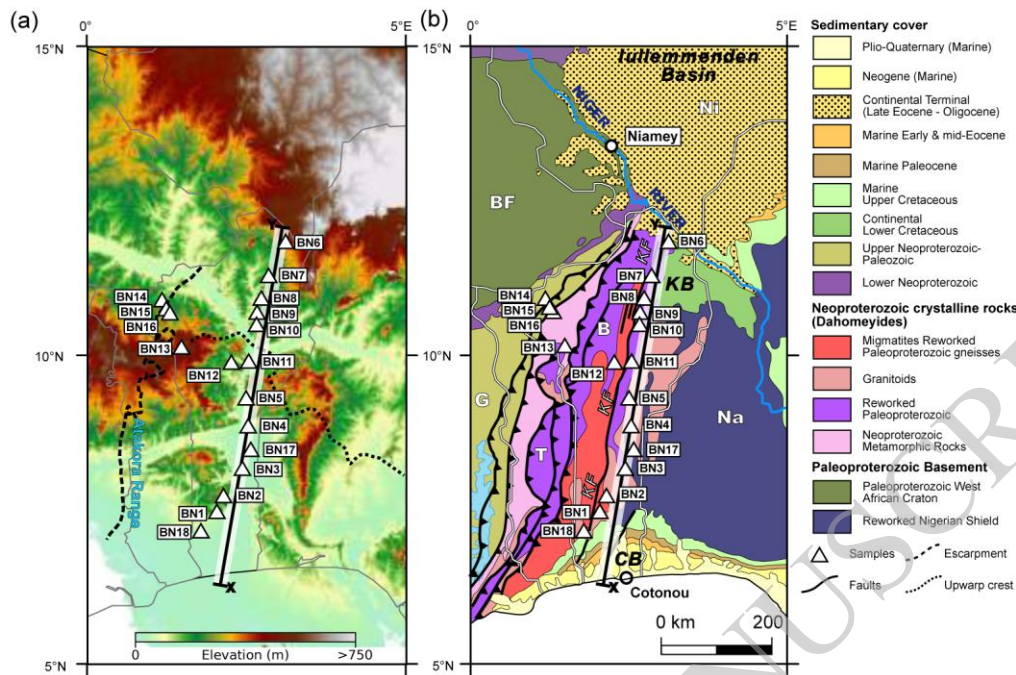 (a)
0°
5°E
15°N
10°N
5°N
Y
BN6
BN7
BN8
BN9
BN10
BN14
BN15
BN16
BN13
BN12
BN11
BN5
BN4
BN17
BN3
BN2
BN1
BN18
Atakora Range
X
0
Elevation (m)
>750
(b)
0°
5°E
15°N
10°N
5°N
Iullemmenden
Basin
Ni
NIGER
Niamey
RIVER
BF
Y
KF
BN6
BN7
KB
BN8
BN9
BN10
BN14
BN15
BN16
B
BN13
BN12
BN11
G
KF
BN5
Na
BN4
T
BN17
BN3
KF
BN2
BN1
BN18
CB
Cotonou
X
0 km
200
Sedimentary cover
Plio-Quaternary (Marine)
Neogene (Marine)
Continental Terminal
(Late Eocene - Oligocene)
Marine Early & mid-Eocene
Marine Paleocene
Marine
Upper Cretaceous
Continental
Lower Cretaceous
Upper Neoproterozoic-
Paleozoic
Lower Neoproterozoic
Neoproterozoic crystalline rocks
(Dahomeyides)
Migmatites Reworked
Paleoproterozoic gneisses
Granitoids
Reworked
Paleoproterozoic
Neoproterozoic
Metamorphic Rocks
Paleoproterozoic Basement
Paleoproterozoic West
African Craton
Reworked Nigerian Shield
Samples
Escarpment
Faults
Upwarp crest
NUSCR